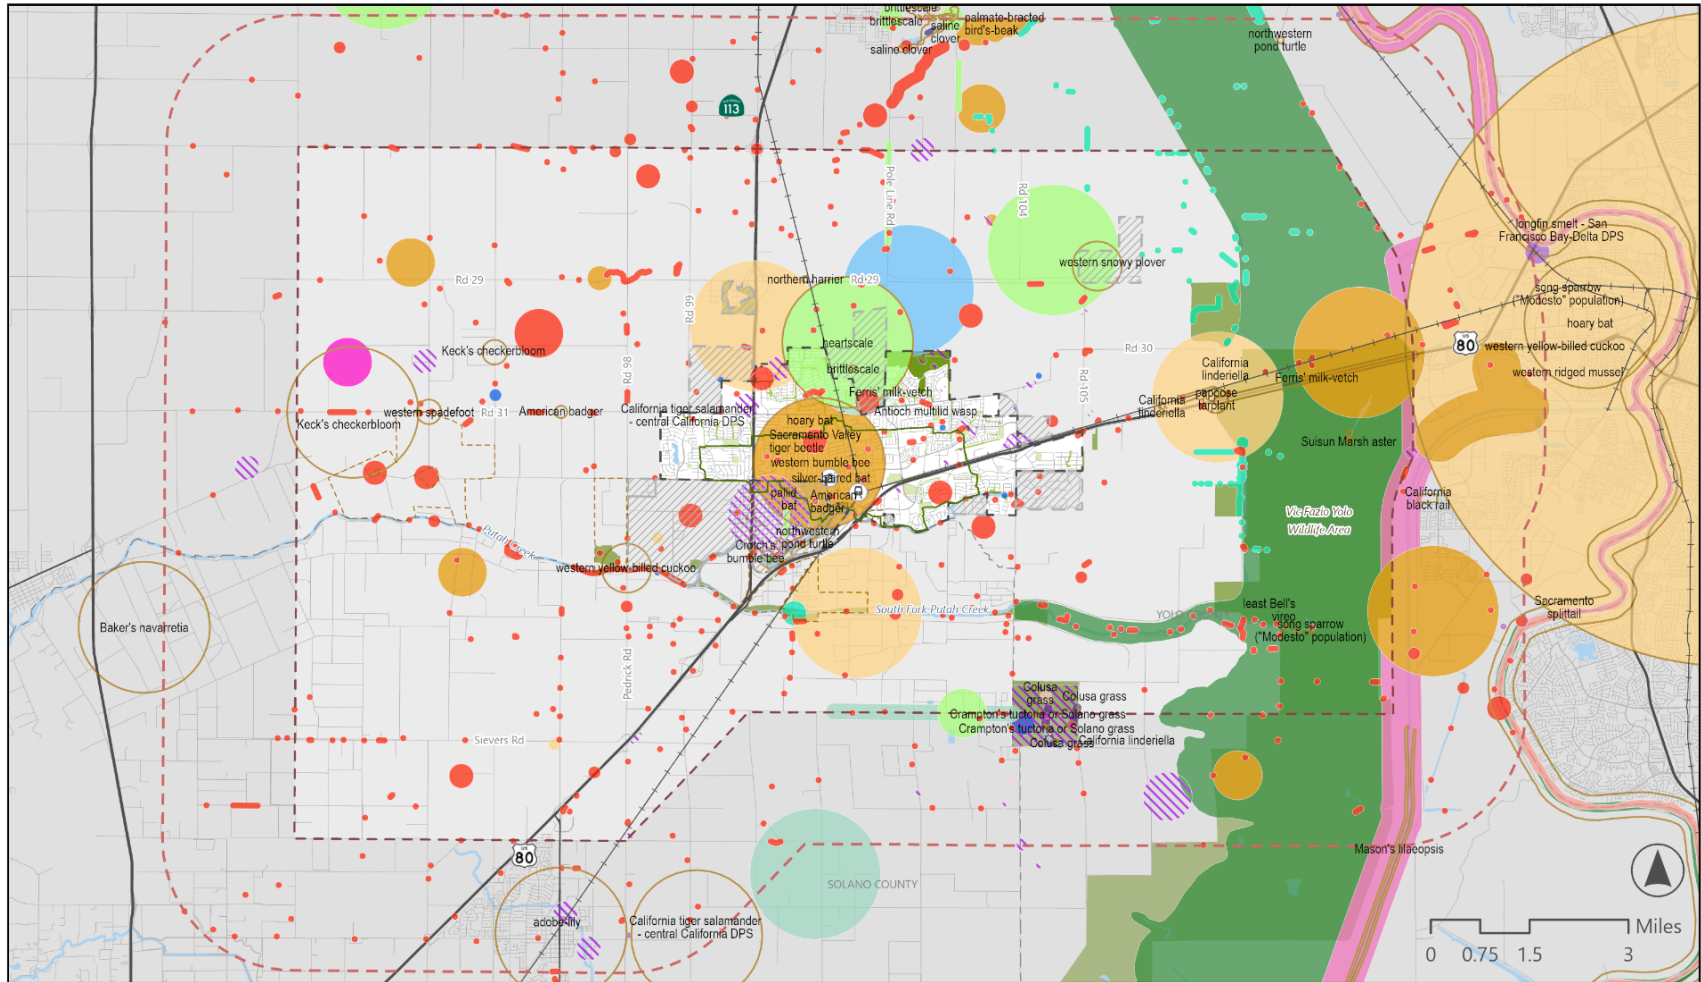 brittlescale
brittlescale
saline
clover
saline clover
palmate-bracted
bird's-beak
northwestern
pond turtle
113
Pole Line Rd
Rd 104
longfin smelt - San
Francisco Bay-Delta DPS
western snowy plover
northern harrier
Rd 29
Rd 29
Rd 99
song sparrow
("Modesto" population)
hoary bat
heartscale
Keck's checkerbloom
Rd 30
80
western yellow-billed cuckoo
brittlescale
California
linderiella
Ferris' milk-vetch
western ridged mussel
Rd 98
Rd 105
Ferris' milk-vetch
pappose
tarplant
California
linderiella
western spadefoot
Rd 31
American badger
California tiger salamander
- central California DPS
Antioch multilid wasp
Keck's checkerbloom
hoary bat
Sacramento Valley
tiger beetle
western bumble bee
silver-haired bat
Suisun Marsh aster
pallid
bat
American
badger
California
black rail
Vic Fazio Yolo
Wildlife Area
Putah Creek
northwestern
pond turtle
Crotch's
bumble bee
western yellow-billed cuckoo
South Fork Putah Creek
YOLO
least Bell's
vireo
song sparrow
("Modesto" population)
Sacramento
splittail
Baker's navarretia
Pedrick Rd
Colusa
grass
Colusa grass
Crampton's tuctoria or Solano grass
Crampton's tuctoria or Solano grass
Colusa grass
California linderiella
Sievers Rd
80
Mason's lilaeopsis
SOLANO COUNTY
adobe-lily
California tiger salamander
- central California DPS
Miles
0 0.75 1.5 3